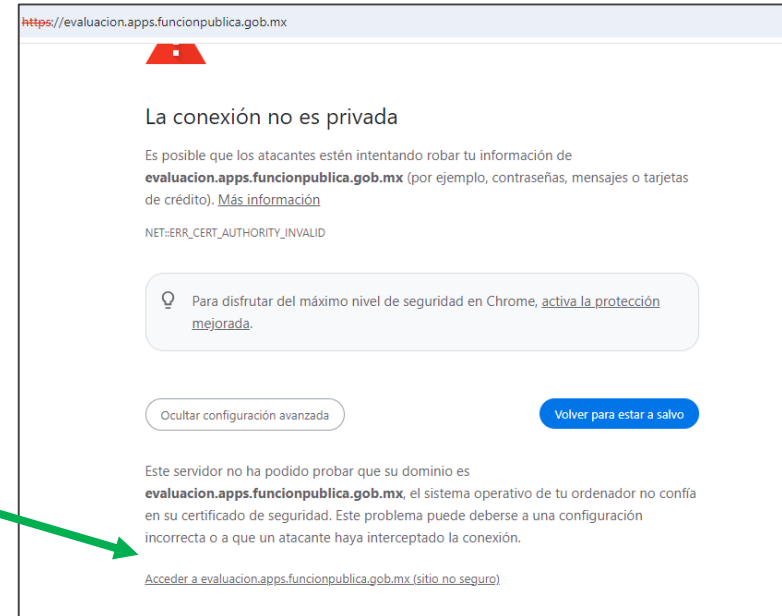 https://evaluacion.apps.funcionpublica.gob.mx
La conexión no es privada
Es posible que los atacantes estén intentando robar tu información de
evaluacion.apps.funcionpublica.gob.mx (por ejemplo, contraseñas, mensajes o tarjetas
de crédito). Más información
NET::ERR_CERT_AUTHORITY_INVALID
Para disfrutar del máximo nivel de seguridad en Chrome, activa la protección
mejorada.
Ocultar configuración avanzada
Volver para estar a salvo
Este servidor no ha podido probar que su dominio es
evaluacion.apps.funcionpublica.gob.mx, el sistema operativo de tu ordenador no confía
en su certificado de seguridad. Este problema puede deberse a una configuración
incorrecta o a que un atacante haya interceptado la conexión.
Acceder a evaluacion.apps.funcionpublica.gob.mx (sitio no seguro)